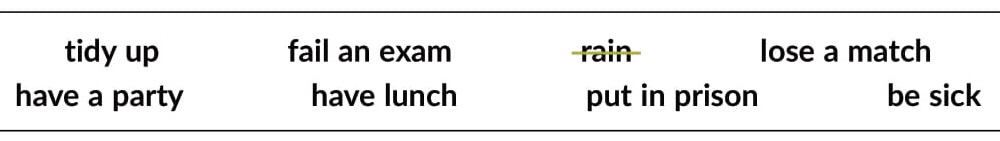 tidy up fail an exam rain lose a match
have a party have lunch put in prison be sick